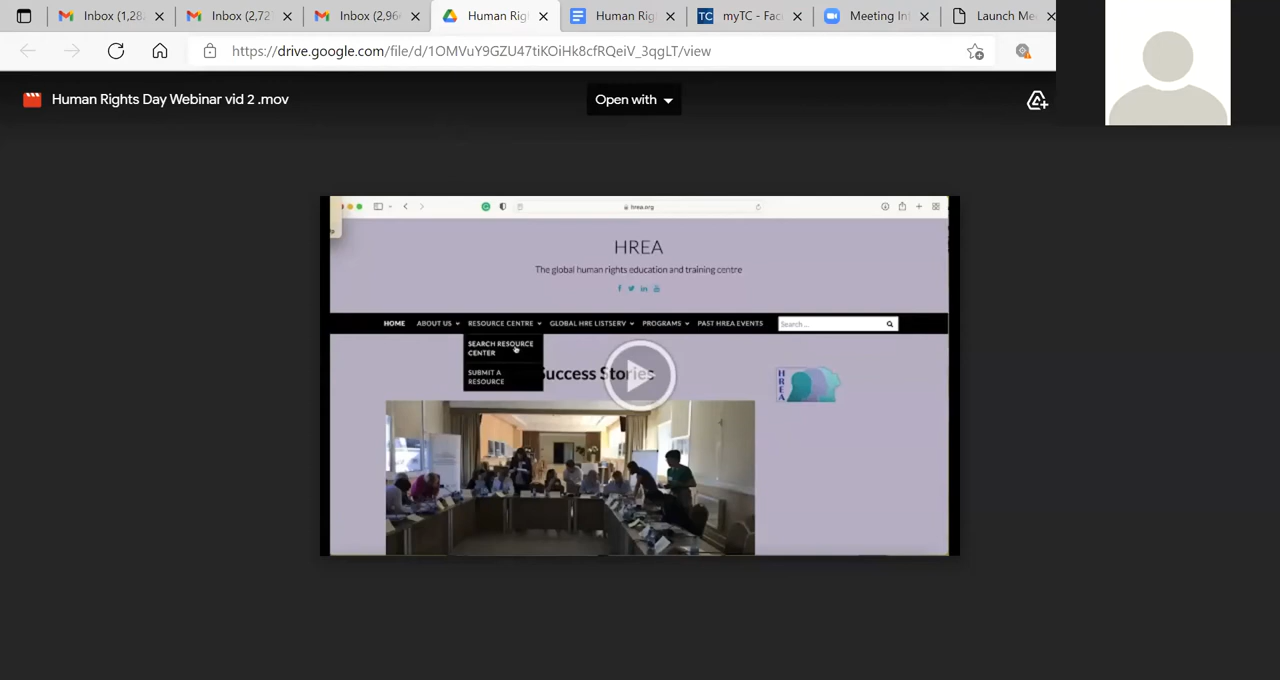 Inbox (1,28
Inbox (2,72
Inbox (2,96
Human Rig
Human Rig
TC myTC - Fac
Meeting In
Launch Me
https://drive.google.com/file/d/1OMVuY9GZU47tiKOiHk8cfRQeiV_3qgLT/view
Human Rights Day Webinar vid 2 .mov
Open with
hrea.org
HREA
The global human rights education and training centre
HOME ABOUT US RESOURCE CENTRE GLOBAL HRE LISTSERV PROGRAMS PAST HREA EVENTS Search ...
SEARCH RESOURCE
CENTER
SUBMIT A
RESOURCE
Success Stories
HREA